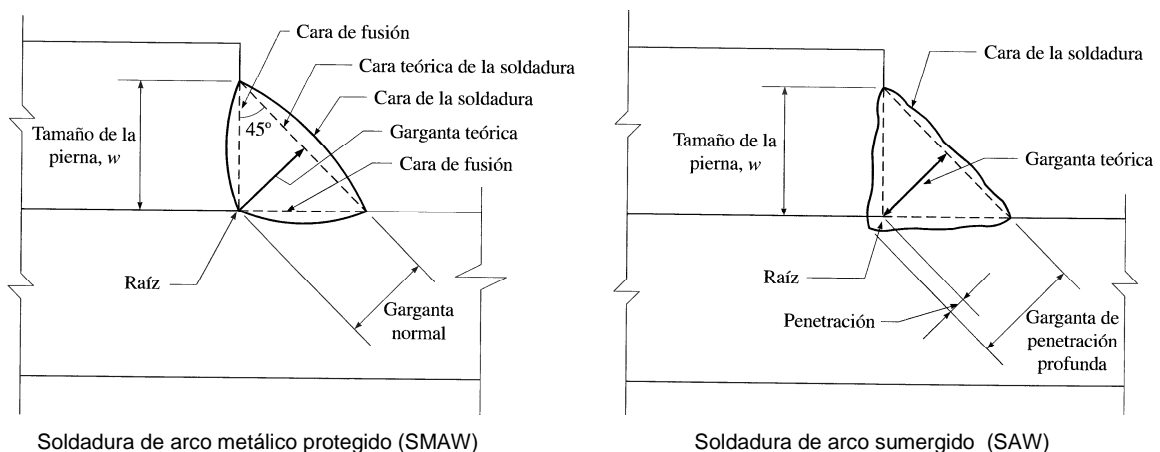 Cara de fusión
Cara teórica de la soldadura
Cara de la soldadura
Tamaño de la
pierna, w
45°
Garganta teórica
Cara de fusión
Raíz
Garganta
normal
Soldadura de arco metálico protegido (SMAW)
Cara de la soldadura
Tamaño de la
pierna, w
Garganta teórica
Raíz
Penetración
Garganta de
penetración
profunda
Soldadura de arco sumergido (SAW)